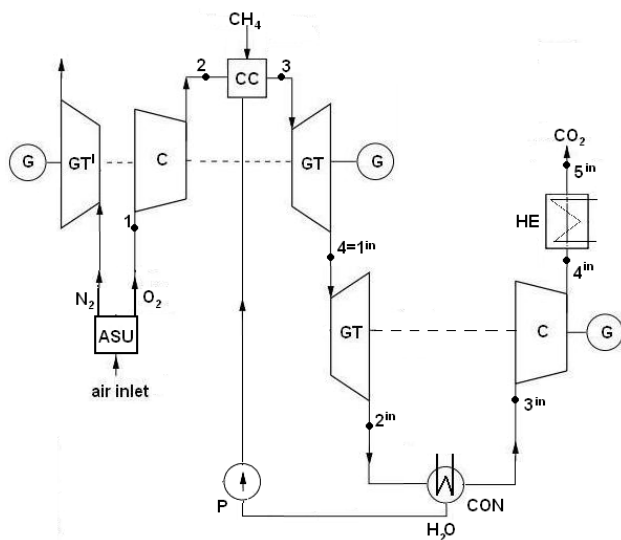 CH₄
2
3
CC
G
GTᴵ
C
GT
G
CO₂
5ⁱⁿ
HE
1
4=1ⁱⁿ
4ⁱⁿ
N₂
O₂
ASU
air inlet
GT
C
G
2ⁱⁿ
3ⁱⁿ
P
CON
H₂O